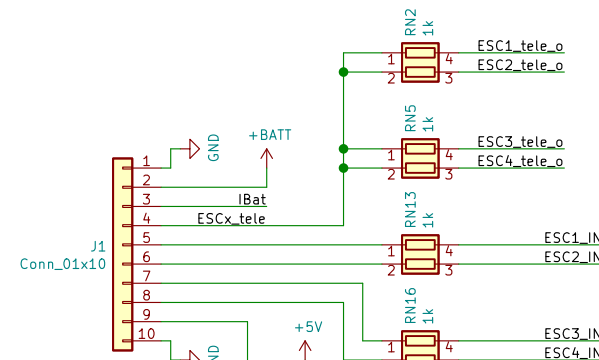 RN2
1k
1
2
4
3
ESC1_tele_o
ESC2_tele_o
RN5
1k
1
2
4
3
ESC3_tele_o
ESC4_tele_o
GND
+BATT
1
2
3
IBat
4
ESCx_tele
5
6
7
8
9
10
J1
Conn_01x10
RN13
1k
1
2
4
3
ESC1_IN
ESC2_IN
RN16
1k
1
4
ESC3_IN
ESC4_IN
+5V